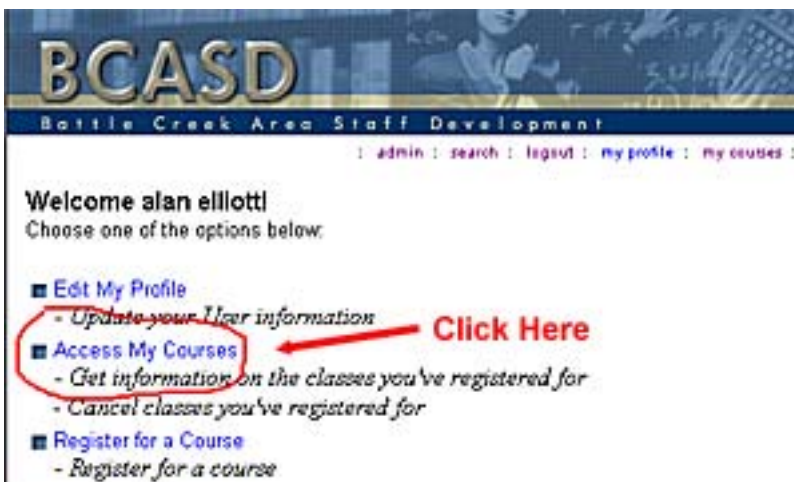 BCASD
Battle Creek Area Staff Development
: admin : search : logout : my profile : my courses :
Welcome alan elliott!
Choose one of the options below:
Edit My Profile
- Update your User information
Click Here
Access My Courses
- Get information on the classes you've registered for
- Cancel classes you've registered for
Register for a Course
- Register for a course